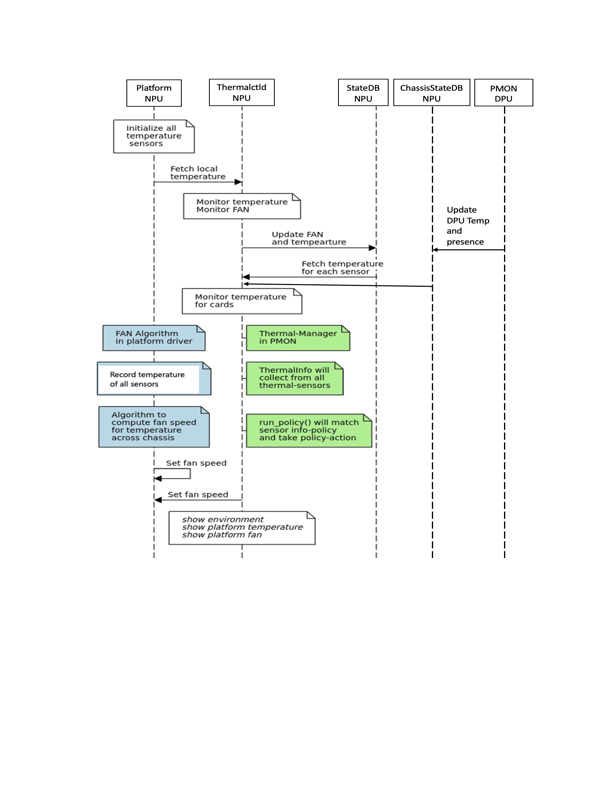 Platform
NPU
Thermalctld
NPU
StateDB
NPU
ChassisStateDB
NPU
PMON
DPU
Initialize all
temperature
sensors
Fetch local
temperature
Monitor temperature
Monitor FAN
Update
DPU Temp
and
presence
Update FAN
and tempearture
Fetch temperature
for each sensor
Monitor temperature
for cards
FAN Algorithm
in platform driver
Thermal-Manager
in PMON
Record temperature
of all sensors
ThermalInfo will
collect from all
thermal-sensors
Algorithm to
compute fan speed
for temperature
across chassis
run_policy() will match
sensor info-policy
and take policy-action
Set fan speed
Set fan speed
show environment
show platform temperature
show platform fan